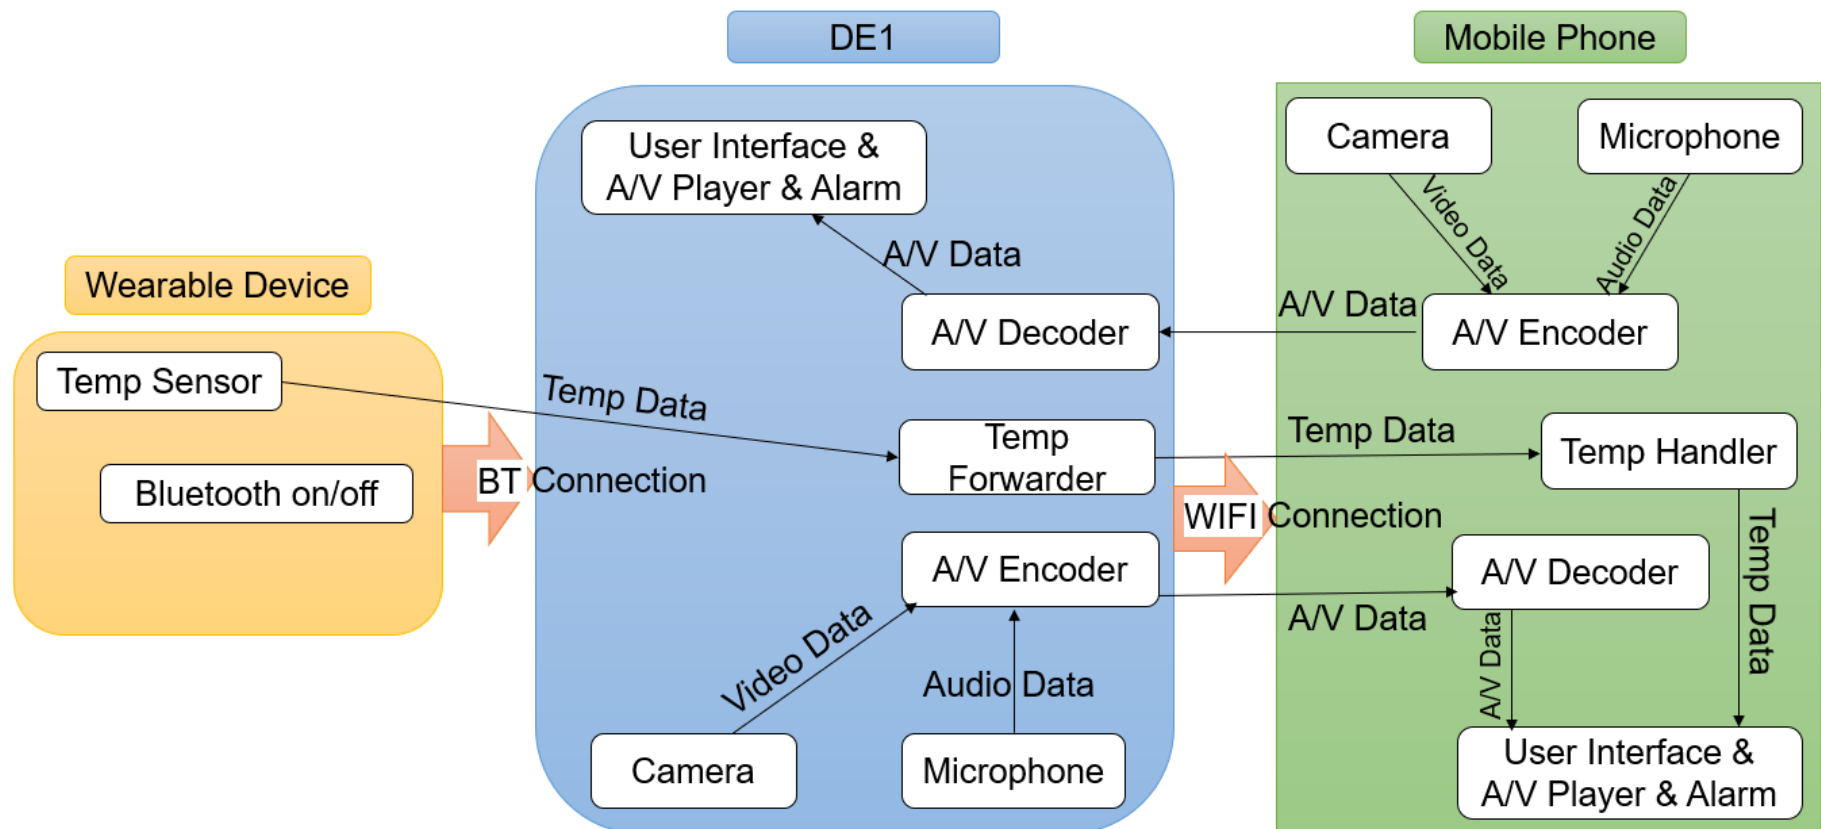 DE1
Mobile Phone
User Interface &
A/V Player & Alarm
Camera
Microphone
Video Data
Audio Data
A/V Data
Wearable Device
A/V Data
A/V Decoder
A/V Encoder
Temp Sensor
Temp Data
Temp
Forwarder
Temp Data
Temp Handler
Bluetooth on/off
BT Connection
WIFI Connection
A/V Encoder
A/V Decoder
Temp Data
A/V Data
Video Data
Audio Data
A/V Data
Camera
Microphone
User Interface &
A/V Player & Alarm